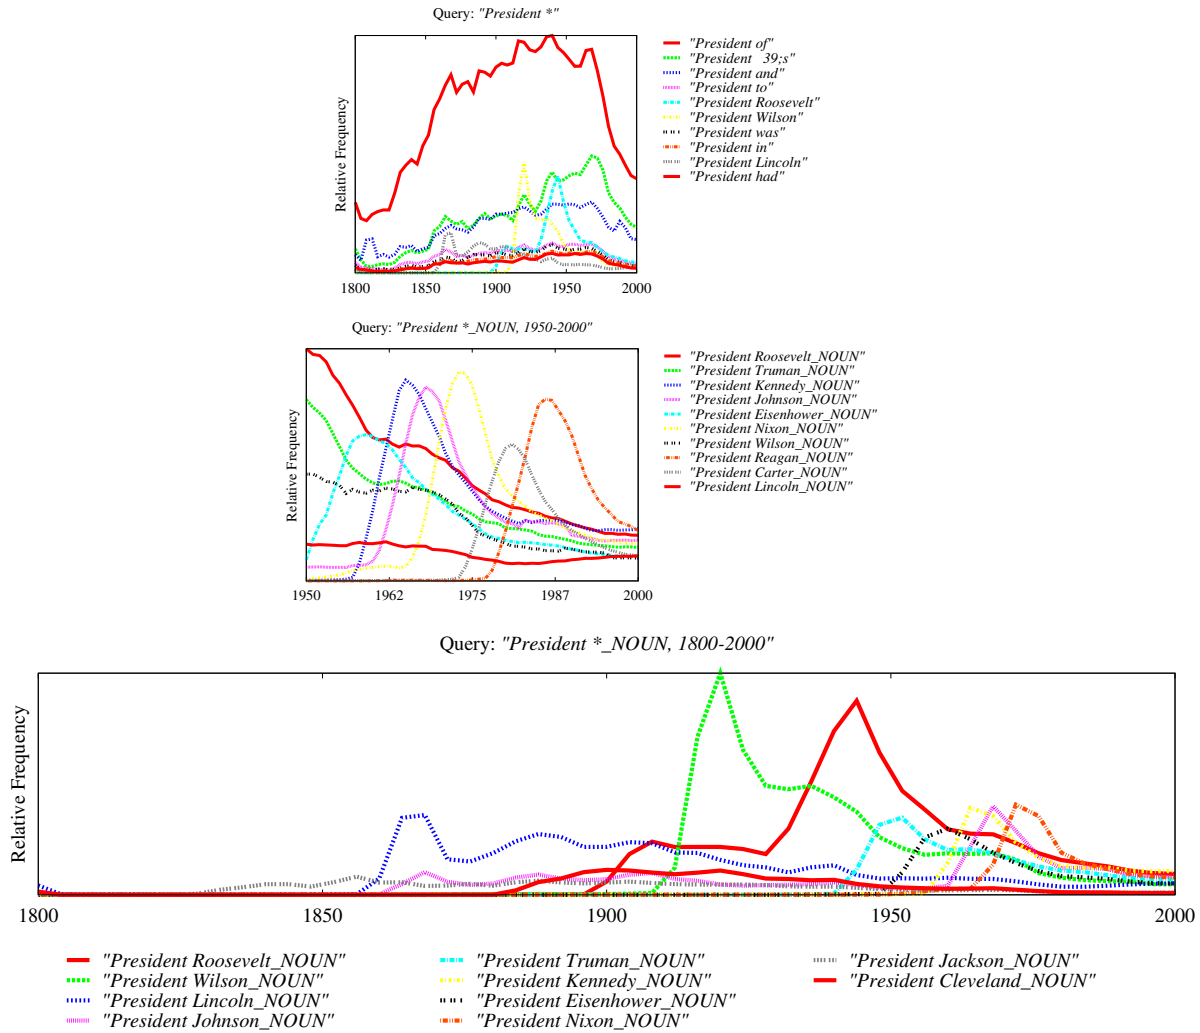 Query: "President *"
Relative Frequency
"President of"
"President 39;s"
"President and"
"President to"
"President Roosevelt"
"President Wilson"
"President was"
"President in"
"President Lincoln"
"President had"
1800 1850 1900 1950 2000
Query: "President *_NOUN, 1950-2000"
Relative Frequency
"President Roosevelt_NOUN"
"President Truman_NOUN"
"President Kennedy_NOUN"
"President Johnson_NOUN"
"President Eisenhower_NOUN"
"President Nixon_NOUN"
"President Wilson_NOUN"
"President Reagan_NOUN"
"President Carter_NOUN"
"President Lincoln_NOUN"
1950 1962 1975 1987 2000
Query: "President *_NOUN, 1800-2000"
Relative Frequency
1800 1850 1900 1950 2000
"President Roosevelt_NOUN" "President Truman_NOUN" "President Jackson_NOUN"
"President Wilson_NOUN" "President Kennedy_NOUN" "President Cleveland_NOUN"
"President Lincoln_NOUN" "President Eisenhower_NOUN"
"President Johnson_NOUN" "President Nixon_NOUN"